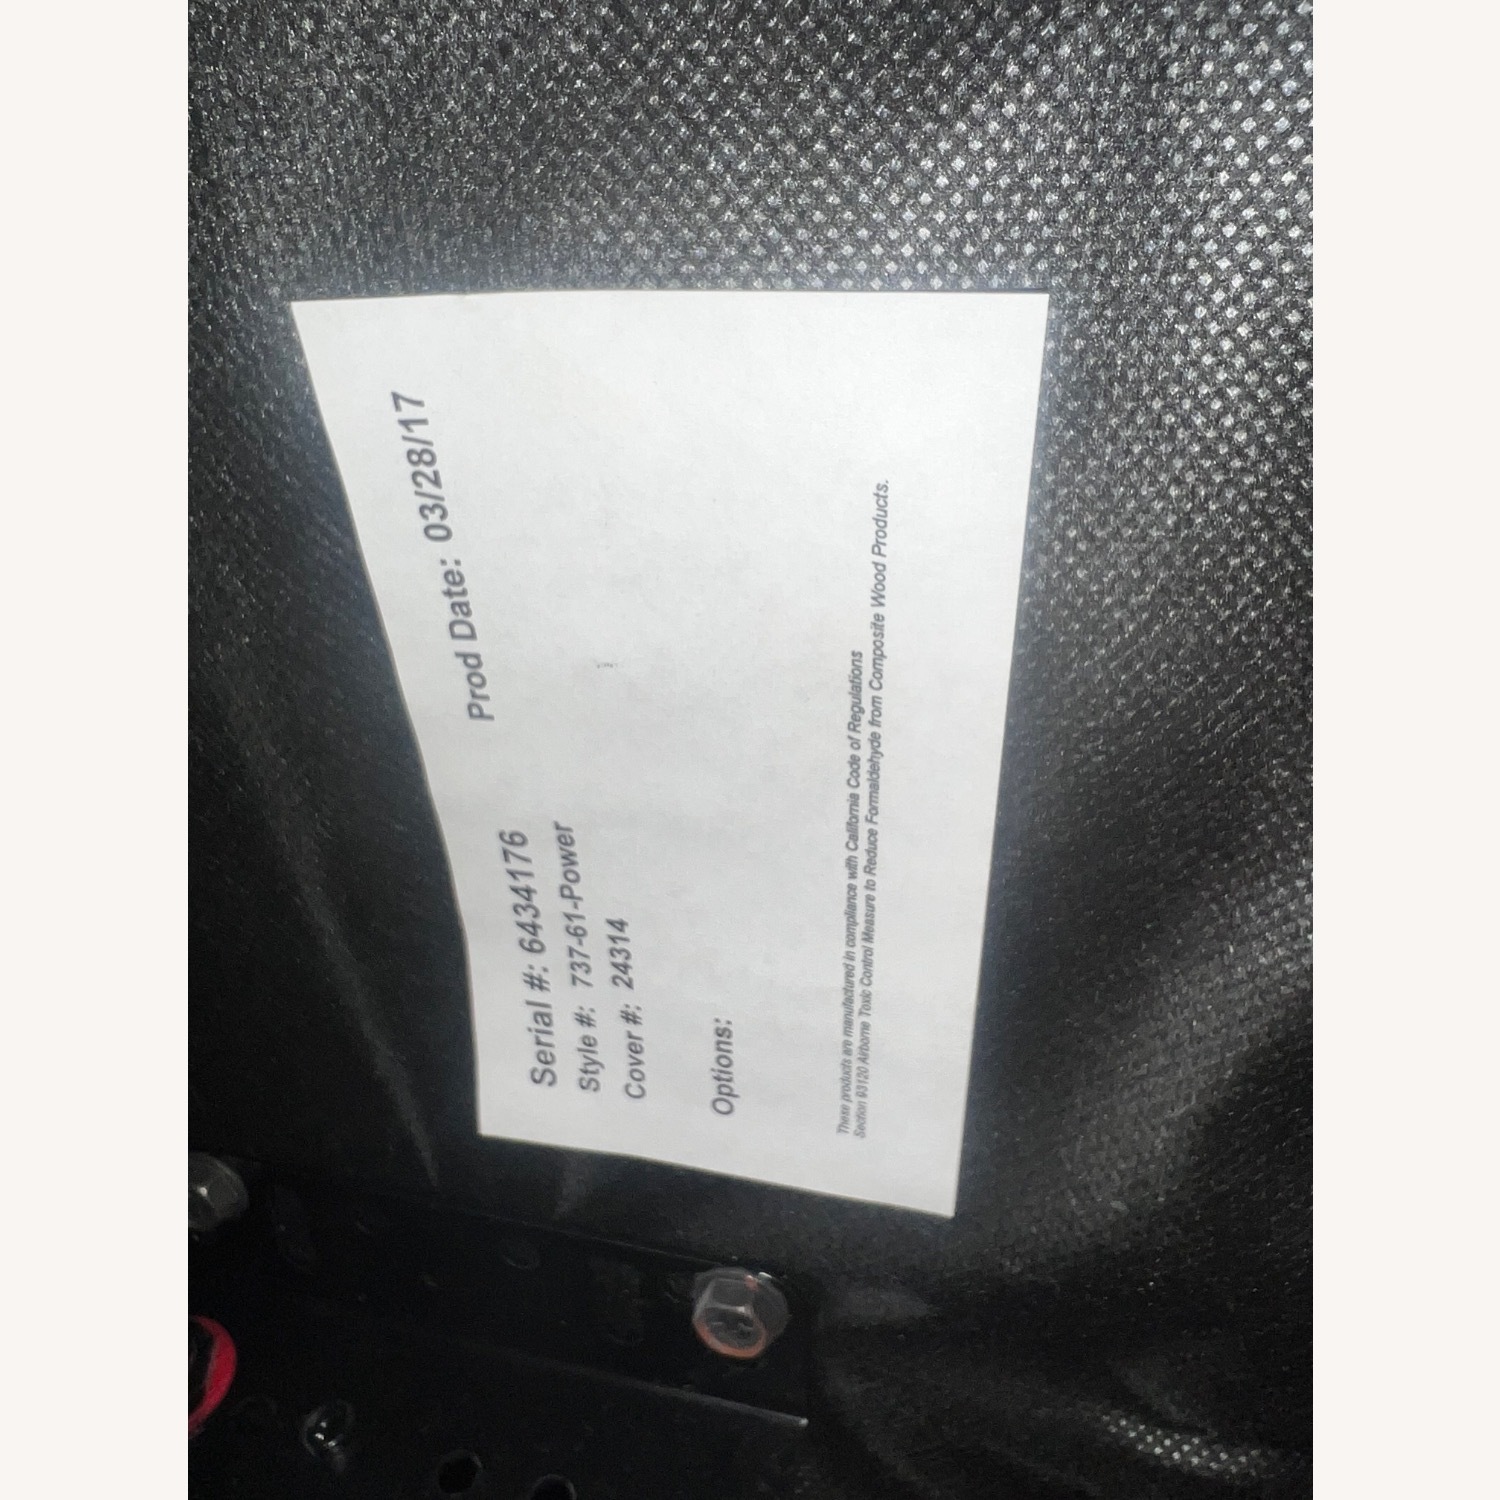 Prod Date: 03/28/17
Serial #: 6434176
Style #: 737-61-Power
Cover #: 24314
Options:
These products are manufactured in compliance with California Code of Regulations
Section 93120 Airborne Toxic Control Measure to Reduce Formaldehyde from Composite Wood Products.